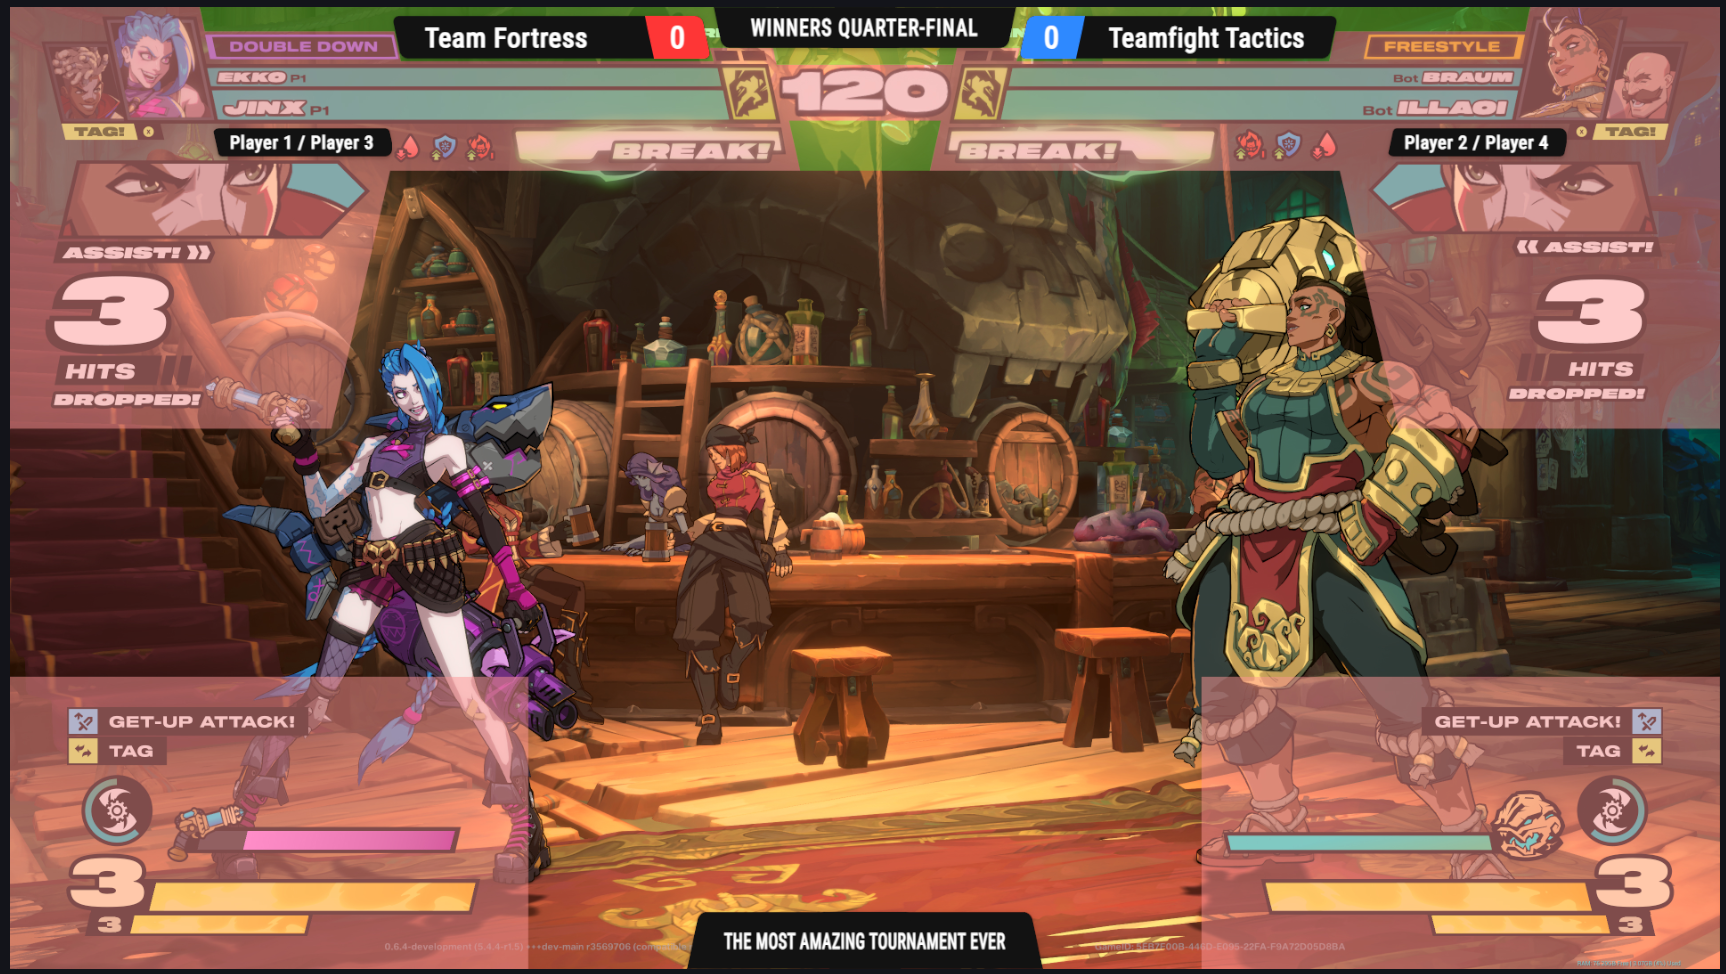 Team Fortress 0
WINNERS QUARTER-FINAL
0 Teamfight Tactics
DOUBLE DOWN
FREESTYLE
EKKO P1
JINX P1
120
Bot BRAUM
Bot ILLAOI
TAG!
TAG!
Player 1 / Player 3
BREAK!
BREAK!
Player 2 / Player 4
ASSIST!
ASSIST!
3
HITS
DROPPED!
3
HITS
DROPPED!
GET-UP ATTACK!
TAG
GET-UP ATTACK!
TAG
3
3
3
3
THE MOST AMAZING TOURNAMENT EVER